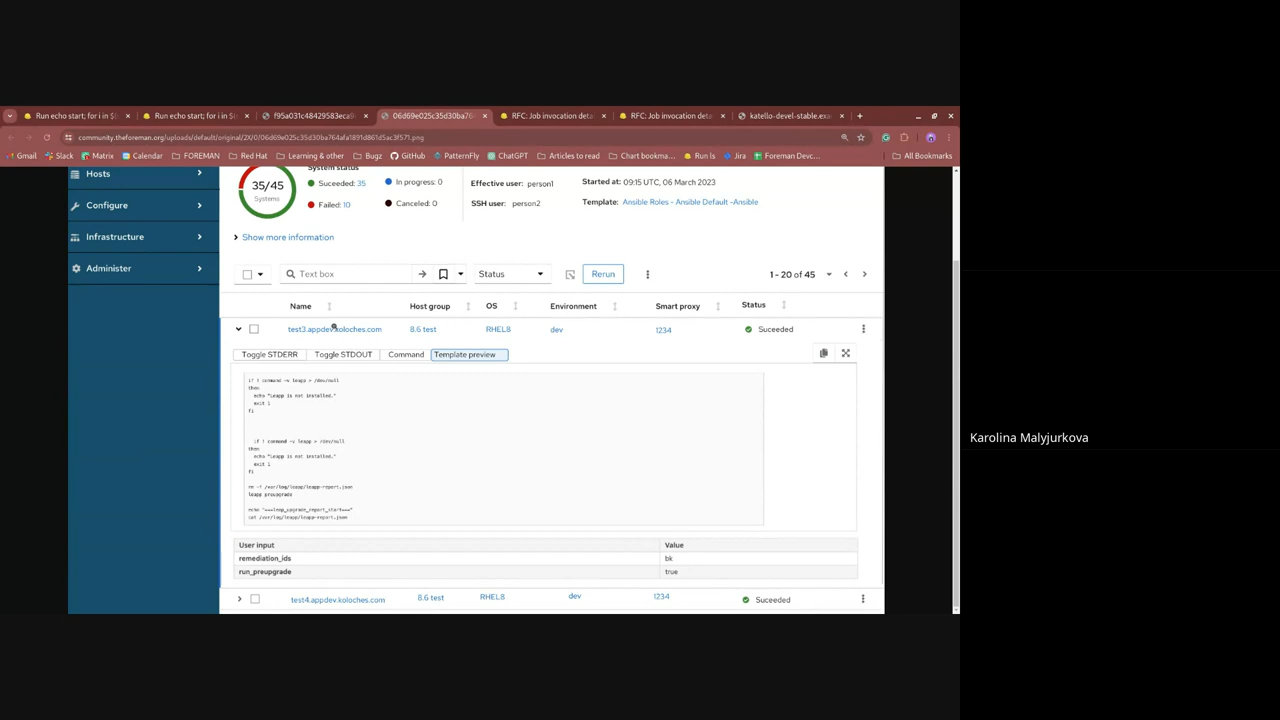 Run echo start; for i in $(s
Run echo start; for i in $(s
f95a031c48429583eca9
06d69e025c35d30ba764
RFC: Job invocation deta
RFC: Job invocation deta
katello-devel-stable.exa
community.theforeman.org/uploads/default/original/2X/0/06d69e025c35d30ba764afa1891d861d5ac3f571.png
Gmail Slack Matrix Calendar FOREMAN Red Hat Learning & other Bugz GitHub PatternFly ChatGPT Articles to read Chart bookma... Run ls Jira Foreman Devc... All Bookmarks
Hosts
Configure
Infrastructure
Administer
System status
35/45
Systems
Suceeded: 35
In progress: 0
Failed: 10
Canceled: 0
Effective user: person1
SSH user: person2
Started at: 09:15 UTC, 06 March 2023
Template: Ansible Roles - Ansible Default -Ansible
Show more information
Text box
Status
Rerun
1 - 20 of 45
Name Host group OS Environment Smart proxy Status
test3.appdev.koloches.com 8.6 test RHEL8 dev 1234 Suceeded
Toggle STDERR Toggle STDOUT Command Template preview
if ! command -v leapp > /dev/null
then
echo "Leapp is not installed."
exit 1
fi
if ! command -v leapp > /dev/null
then
echo "Leapp is not installed."
exit 1
fi
rm -f /var/log/leapp/leapp-report.json
leapp preupgrade
echo "===leap_upgrade_report_start==="
cat /var/log/leapp/leapp-report.json
User input Value
remediation_ids bk
run_preupgrade true
test4.appdev.koloches.com 8.6 test RHEL8 dev 1234 Suceeded
Karolina Malyjurkova